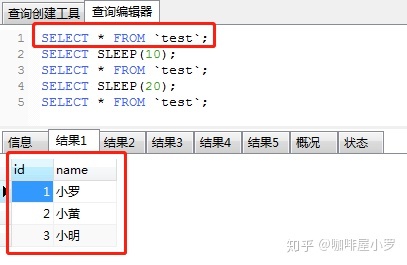 查询创建工具 查询编辑器
1 SELECT * FROM `test`;
2 SELECT SLEEP(10);
3 SELECT * FROM `test`;
4 SELECT SLEEP(20);
5 SELECT * FROM `test`;
信息 结果1 结果2 结果3 结果4 结果5 概况 状态
id name
1 小罗
2 小黄
3 小明
知乎 @咖啡屋小罗